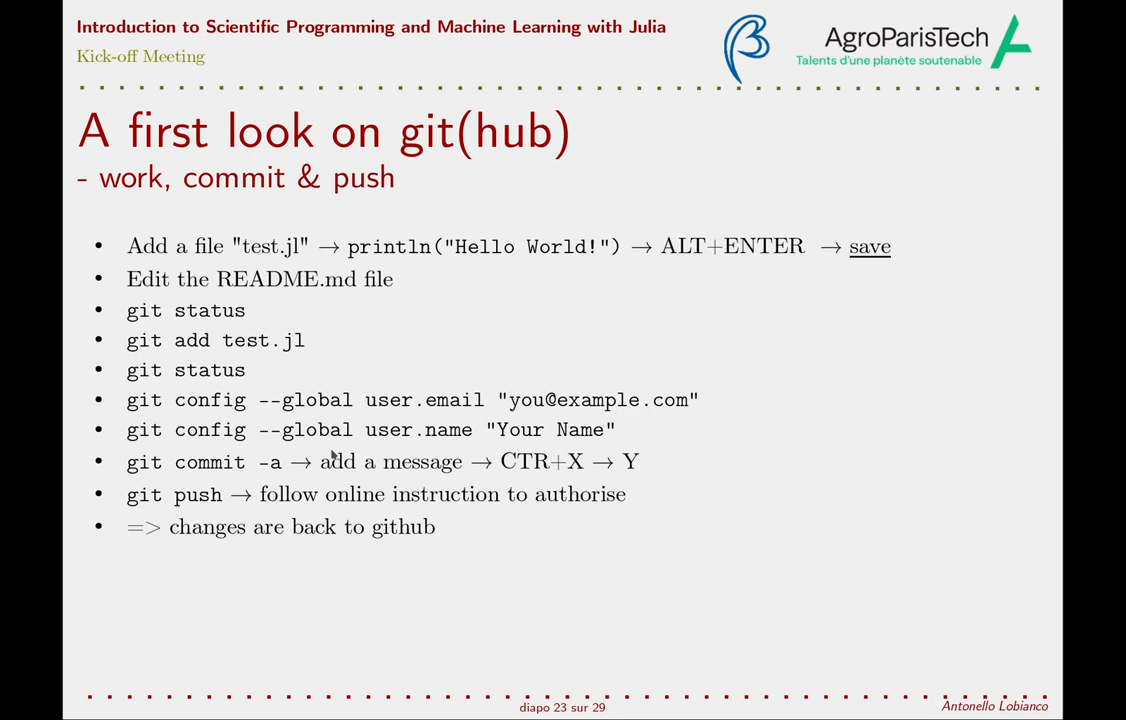 Introduction to Scientific Programming and Machine Learning with Julia
Kick-off Meeting
AgroParisTech
Talents d'une planète soutenable
A first look on git(hub)
- work, commit & push
• Add a file "test.jl" → println("Hello World!") → ALT+ENTER → save
• Edit the README.md file
• git status
• git add test.jl
• git status
• git config --global user.email "you@example.com"
• git config --global user.name "Your Name"
• git commit -a → add a message → CTR+X → Y
• git push → follow online instruction to authorise
• => changes are back to github
diapo 23 sur 29
Antonello Lobianco